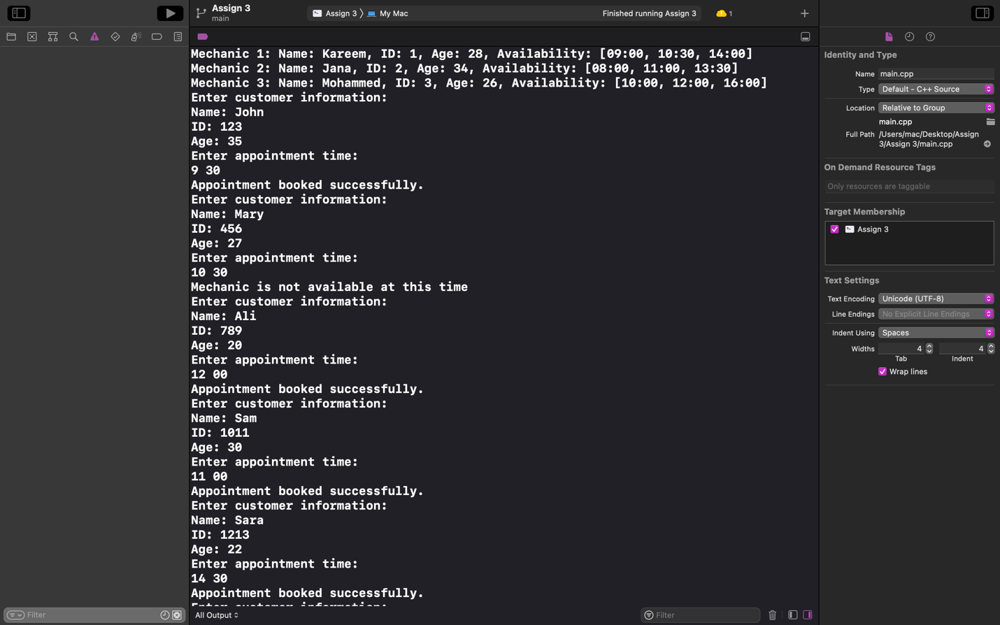 Assign 3
main
Assign 3 〉 My Mac
Finished running Assign 3
1
Mechanic 1: Name: Kareem, ID: 1, Age: 28, Availability: [09:00, 10:30, 14:00]
Mechanic 2: Name: Jana, ID: 2, Age: 34, Availability: [08:00, 11:00, 13:30]
Mechanic 3: Name: Mohammed, ID: 3, Age: 26, Availability: [10:00, 12:00, 16:00]
Enter customer information:
Name: John
ID: 123
Age: 35
Enter appointment time:
9 30
Appointment booked successfully.
Enter customer information:
Name: Mary
ID: 456
Age: 27
Enter appointment time:
10 30
Mechanic is not available at this time
Enter customer information:
Name: Ali
ID: 789
Age: 20
Enter appointment time:
12 00
Appointment booked successfully.
Enter customer information:
Name: Sam
ID: 1011
Age: 30
Enter appointment time:
11 00
Appointment booked successfully.
Enter customer information:
Name: Sara
ID: 1213
Age: 22
Enter appointment time:
14 30
Appointment booked successfully.
Enter customer information:
Filter
All Output
Filter
Identity and Type
Name main.cpp
Type Default - C++ Source
Location Relative to Group
main.cpp
Full Path /Users/mac/Desktop/Assign
3/Assign 3/main.cpp
On Demand Resource Tags
Only resources are taggable
Target Membership
Assign 3
Text Settings
Text Encoding Unicode (UTF-8)
Line Endings No Explicit Line Endings
Indent Using Spaces
Widths 4 4
Tab Indent
Wrap lines